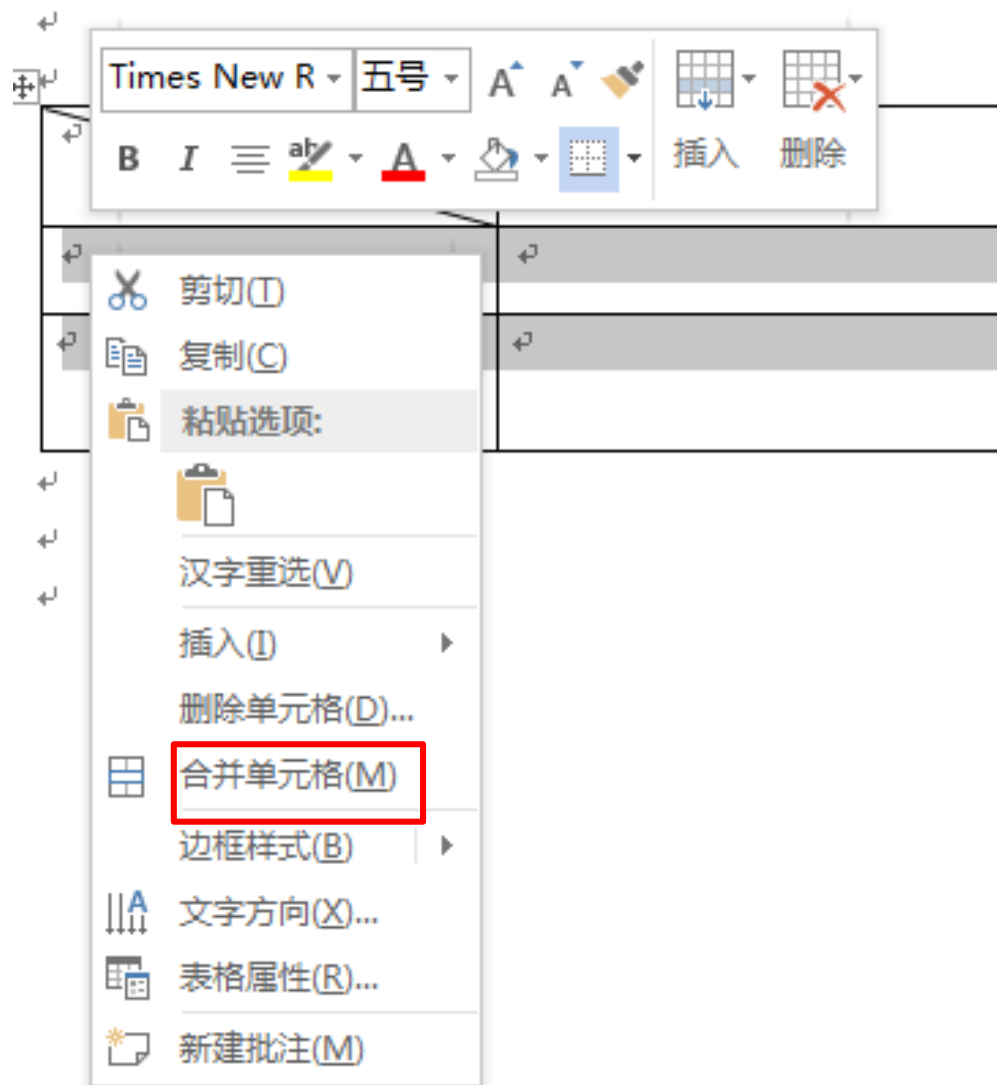 Times New R 五号 A A
B I ab A 插入 删除
剪切(T)
复制(C)
粘贴选项:
汉字重选(V)
插入(I)
删除单元格(D)...
合并单元格(M)
边框样式(B)
文字方向(X)...
表格属性(R)...
新建批注(M)